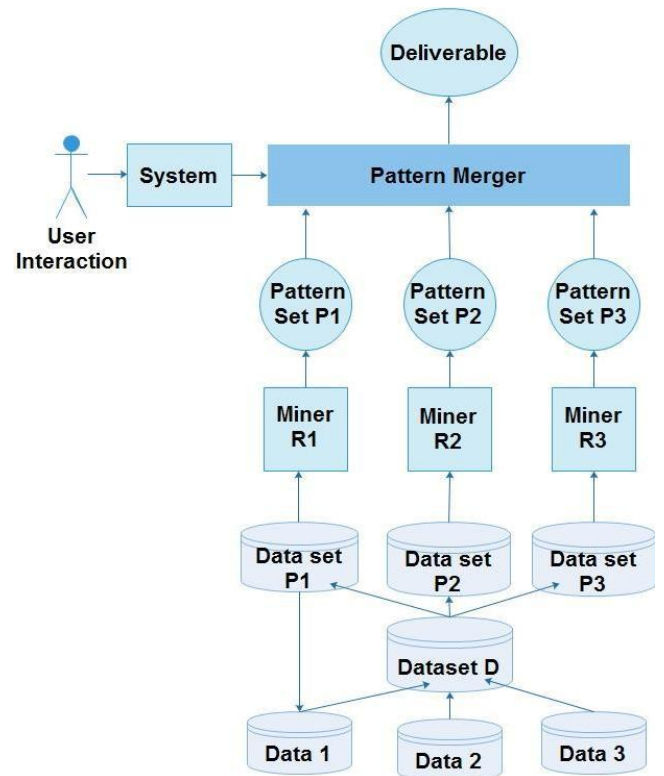 Deliverable
System
Pattern Merger
User
Interaction
Pattern
Set P1
Pattern
Set P2
Pattern
Set P3
Miner
R1
Miner
R2
Miner
R3
Data set
P1
Data set
P2
Data set
P3
Dataset D
Data 1
Data 2
Data 3